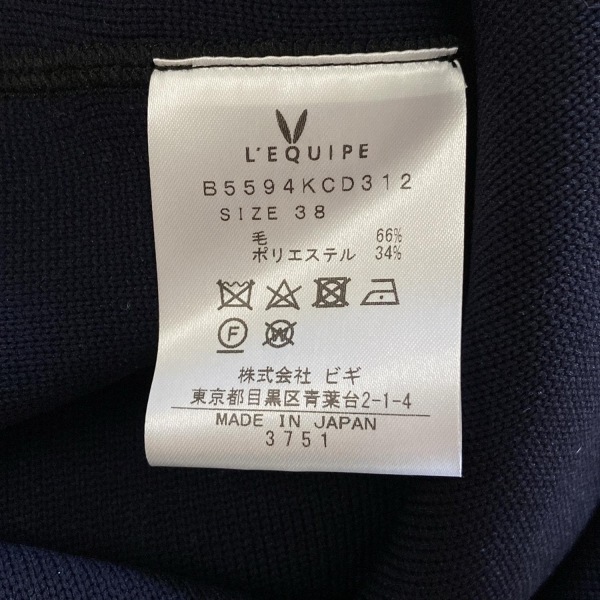 L'EQUIPE
B5594KCD312
SIZE 38
毛 66%
ポリエステル 34%
F W
株式会社 ビギ
東京都目黒区青葉台2-1-4
MADE IN JAPAN
3751